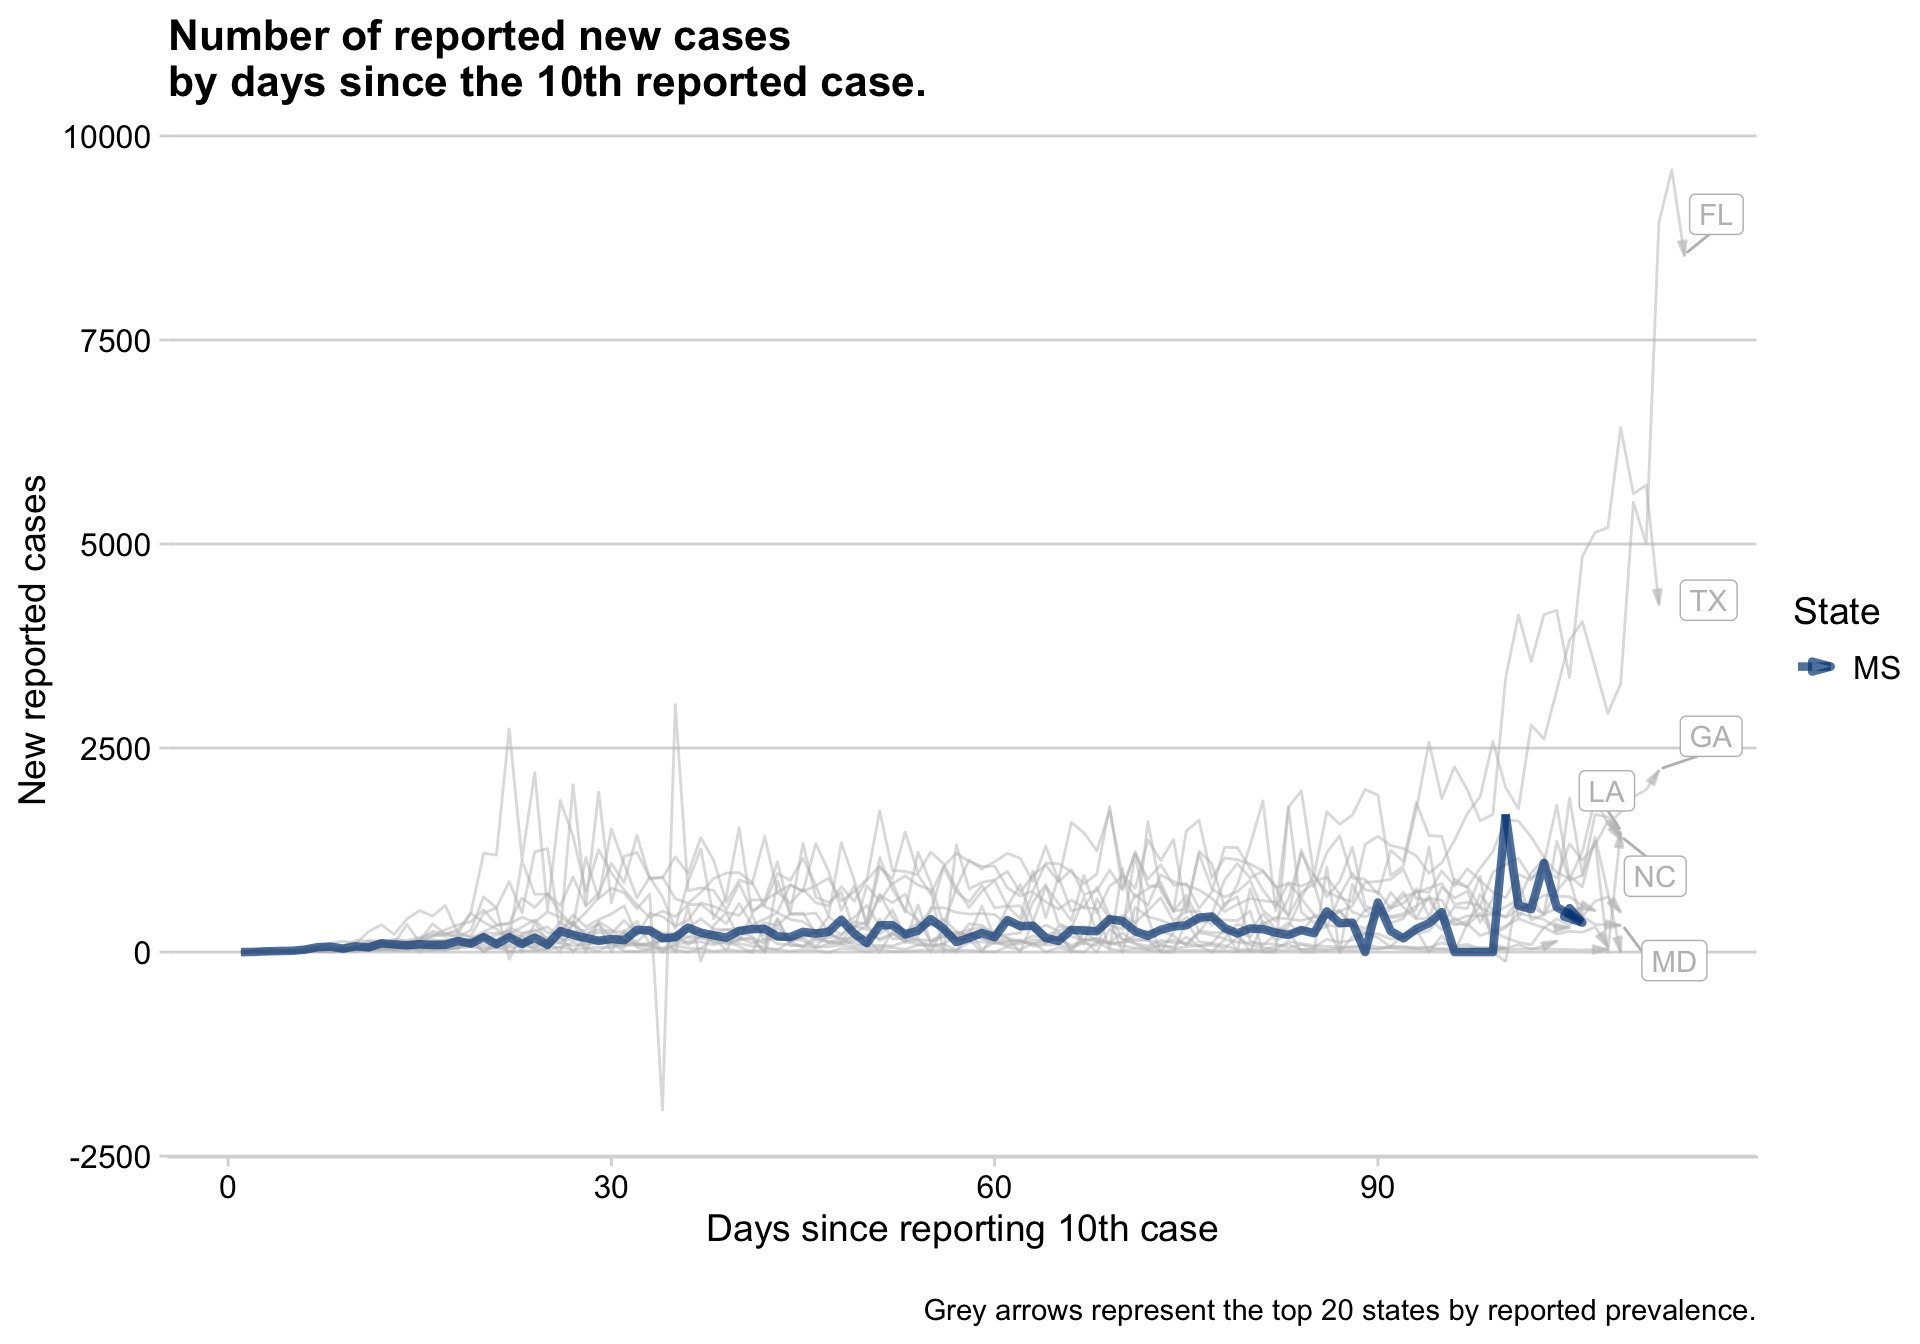 Number of reported new cases
by days since the 10th reported case.
10000
7500
5000
2500
0
-2500
New reported cases
FL
TX
GA
LA
NC
MD
State
MS
0
30
60
90
Days since reporting 10th case
Grey arrows represent the top 20 states by reported prevalence.